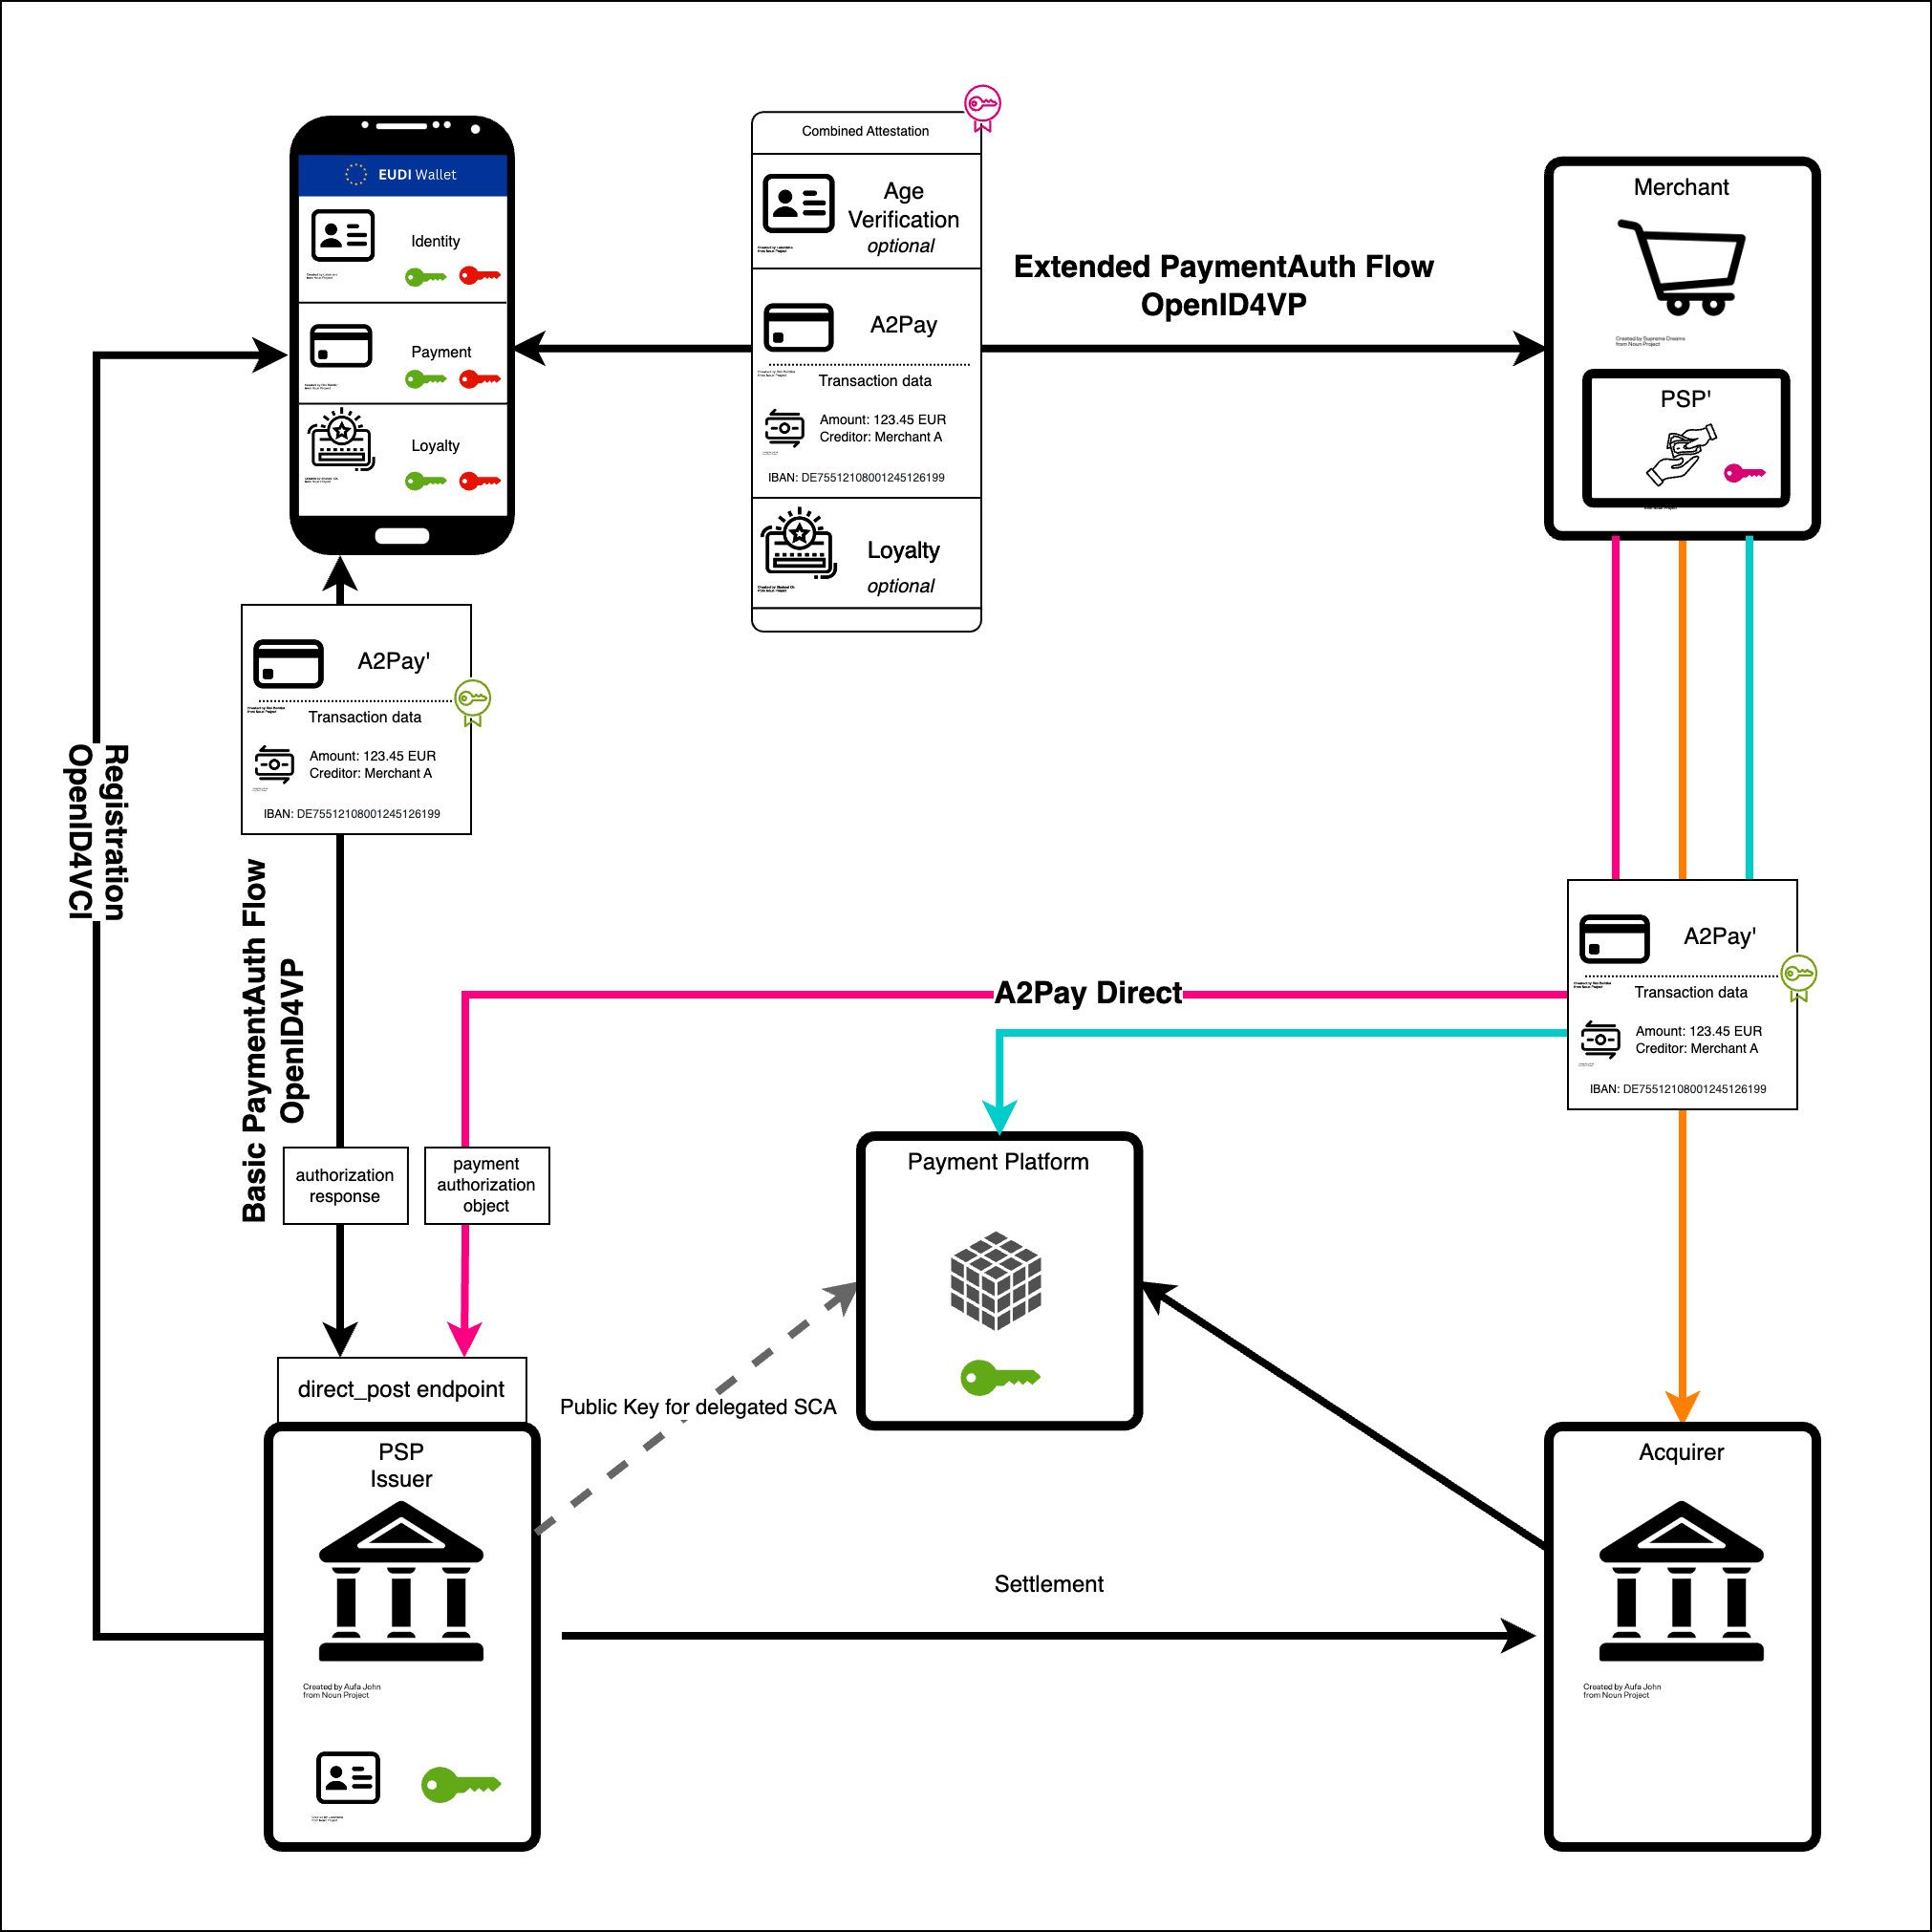 EUDI Wallet
Identity
Payment
Loyalty
Combined Attestation
Age
Verification
optional
A2Pay
Transaction data
Amount: 123.45 EUR
Creditor: Merchant A
IBAN: DE75512108001245126199
Loyalty
optional
Extended PaymentAuth Flow
OpenID4VP
Merchant
Created by Supreme Dreams
from Noun Project
PSP'
A2Pay'
Transaction data
Amount: 123.45 EUR
Creditor: Merchant A
IBAN: DE75512108001245126199
Registration
OpenID4VCI
Basic PaymentAuth Flow
OpenID4VP
A2Pay Direct
A2Pay'
Transaction data
Amount: 123.45 EUR
Creditor: Merchant A
IBAN: DE75512108001245126199
authorization
response
payment
authorization
object
Payment Platform
direct_post endpoint
Public Key for delegated SCA
PSP
Issuer
Created by Aufa John
from Noun Project
Settlement
Acquirer
Created by Aufa John
from Noun Project